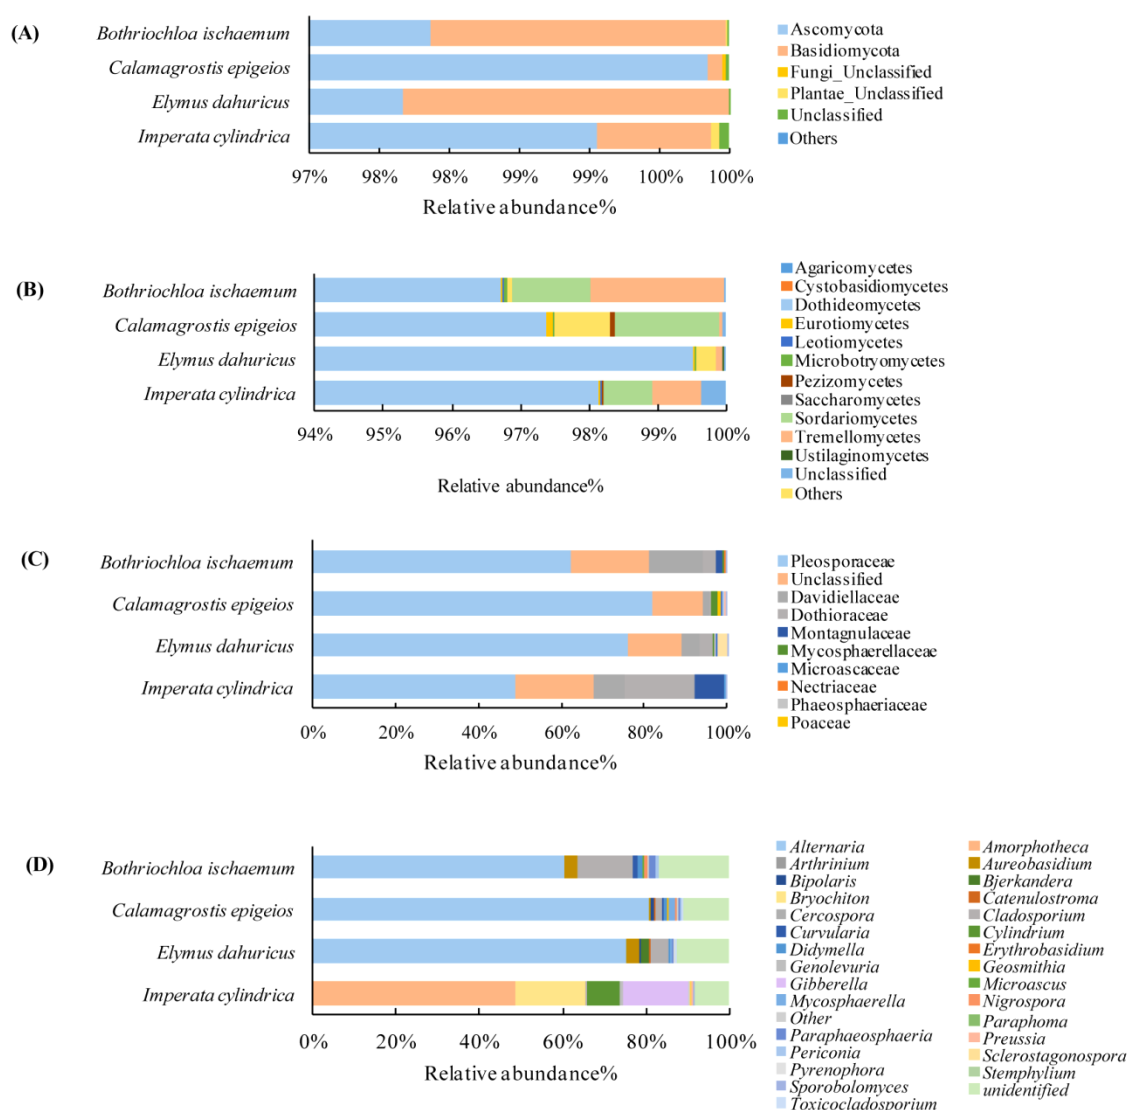 (A)
Bothriochloa ischaemum
Calamagrostis epigeios
Elymus dahuricus
Imperata cylindrica
97% 98% 98% 99% 99% 100% 100%
Relative abundance%
Ascomycota
Basidiomycota
Fungi_Unclassified
Plantae_Unclassified
Unclassified
Others
(B)
Bothriochloa ischaemum
Calamagrostis epigeios
Elymus dahuricus
Imperata cylindrica
94% 95% 96% 97% 98% 99% 100%
Relative abundance%
Agaricomycetes
Cystobasidiomycetes
Dothideomycetes
Eurotiomycetes
Leotiomycetes
Microbotryomycetes
Pezizomycetes
Saccharomycetes
Sordariomycetes
Tremellomycetes
Ustilaginomycetes
Unclassified
Others
(C)
Bothriochloa ischaemum
Calamagrostis epigeios
Elymus dahuricus
Imperata cylindrica
0% 20% 40% 60% 80% 100%
Relative abundance%
Pleosporaceae
Unclassified
Davidiellaceae
Dothioraceae
Montagnulaceae
Mycosphaerellaceae
Microascaceae
Nectriaceae
Phaeosphaeriaceae
Poaceae
(D)
Bothriochloa ischaemum
Calamagrostis epigeios
Elymus dahuricus
Imperata cylindrica
0% 20% 40% 60% 80% 100%
Relative abundance%
Alternaria
Arthrinium
Bipolaris
Bryochiton
Cercospora
Curvularia
Didymella
Genolevuria
Gibberella
Mycosphaerella
Other
Paraphaeosphaeria
Periconia
Pyrenophora
Sporobolomyces
Toxicocladosporium
Amorphotheca
Aureobasidium
Bjerkandera
Catenulostroma
Cladosporium
Cylindrium
Erythrobasidium
Geosmithia
Microascus
Nigrospora
Paraphoma
Preussia
Sclerostagonospora
Stemphylium
unidentified